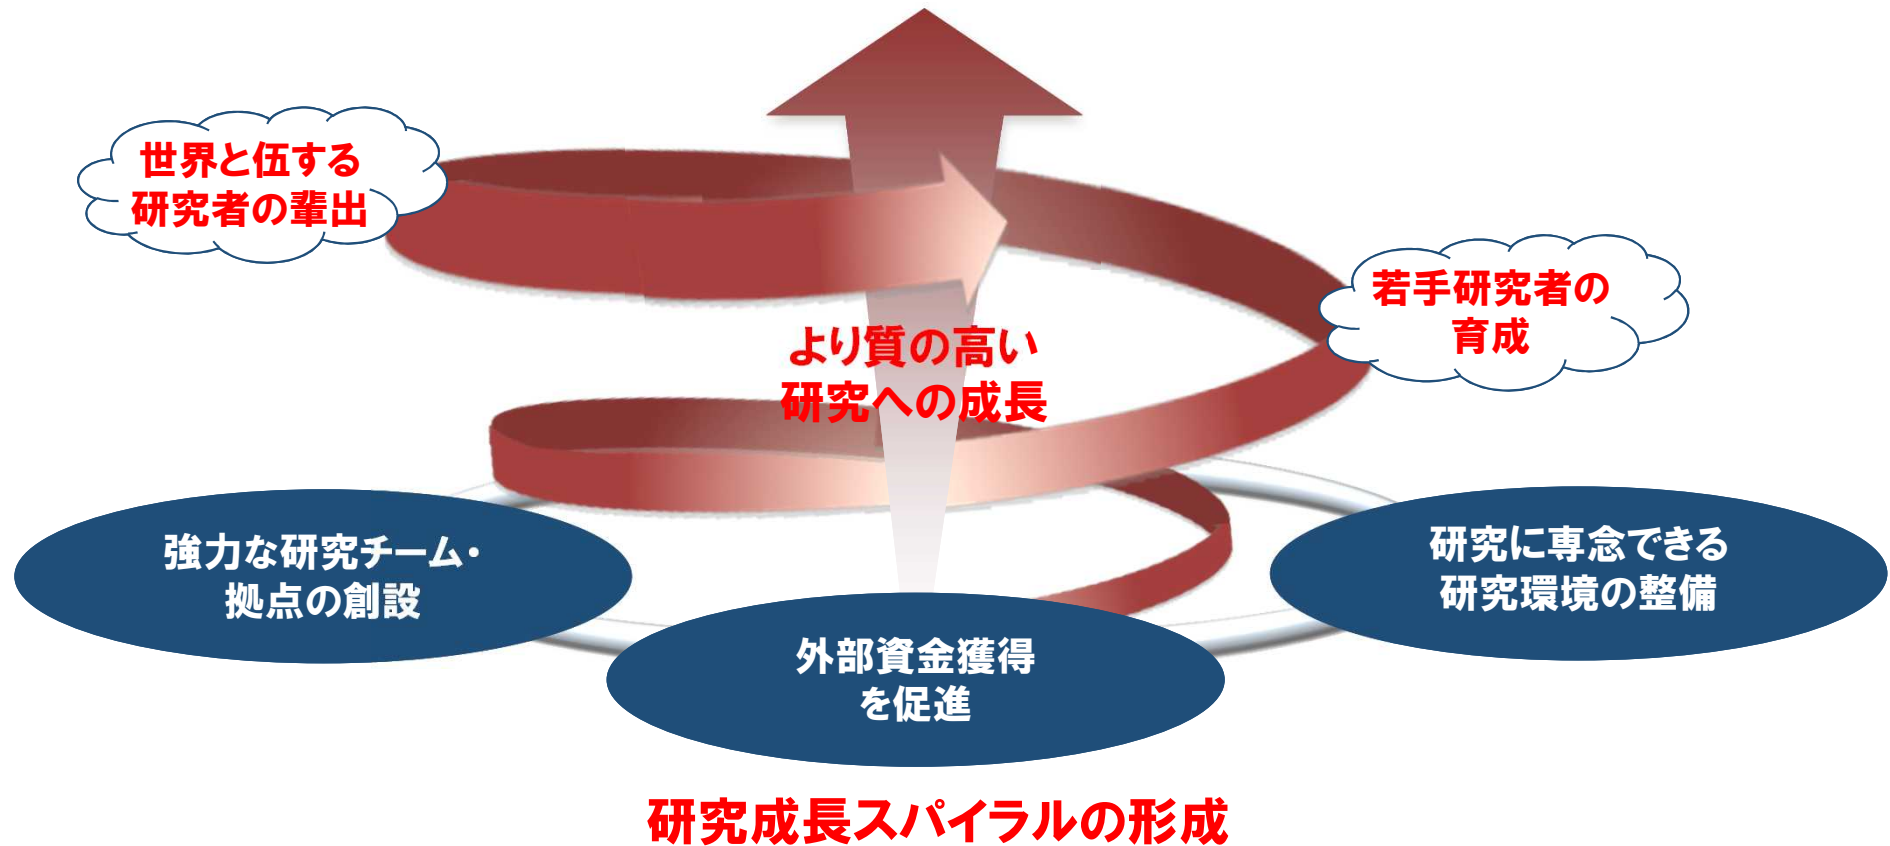 世界と伍する
研究者の輩出
若手研究者の
育成
より質の高い
研究への成長
強力な研究チーム・
拠点の創設
研究に専念できる
研究環境の整備
外部資金獲得
を促進
研究成長スパイラルの形成